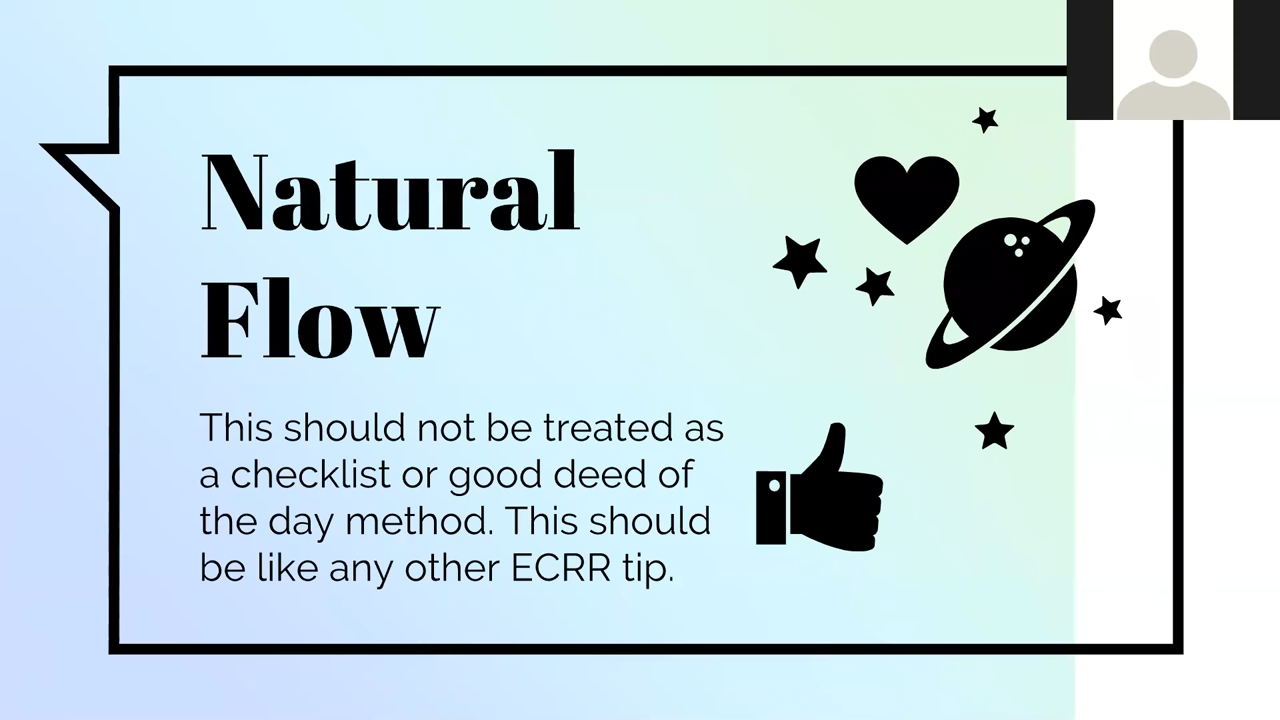 Natural
Flow
This should not be treated as
a checklist or good deed of
the day method. This should
be like any other ECRR tip.